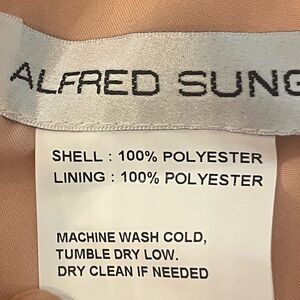 ALFRED SUNG
SHELL : 100% POLYESTER
LINING : 100% POLYESTER
MACHINE WASH COLD,
TUMBLE DRY LOW.
DRY CLEAN IF NEEDED